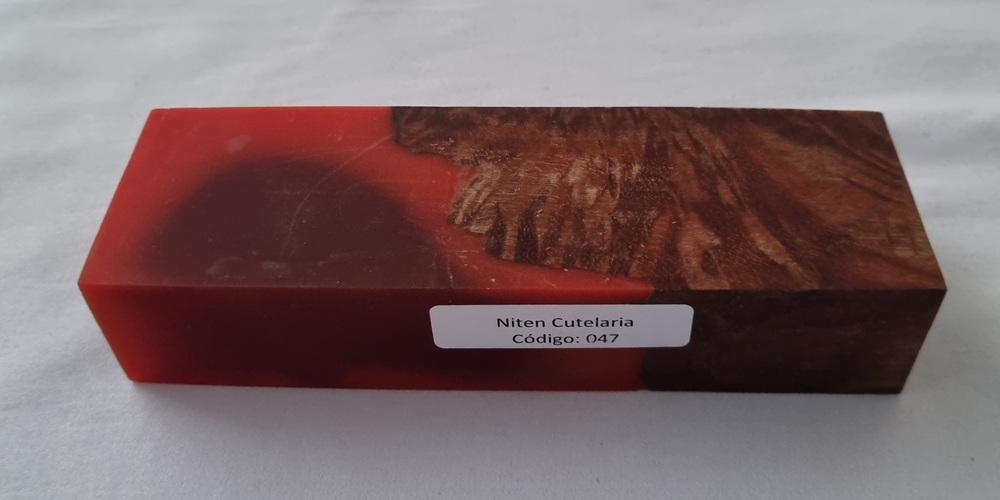 Niten Cutelaria
Código: 047